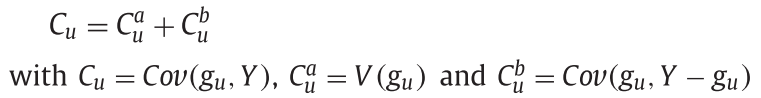 C_u = C_u^a + C_u^b
with C_u = Cov(g_u, Y), C_u^a = V(g_u) and C_u^b = Cov(g_u, Y − g_u)